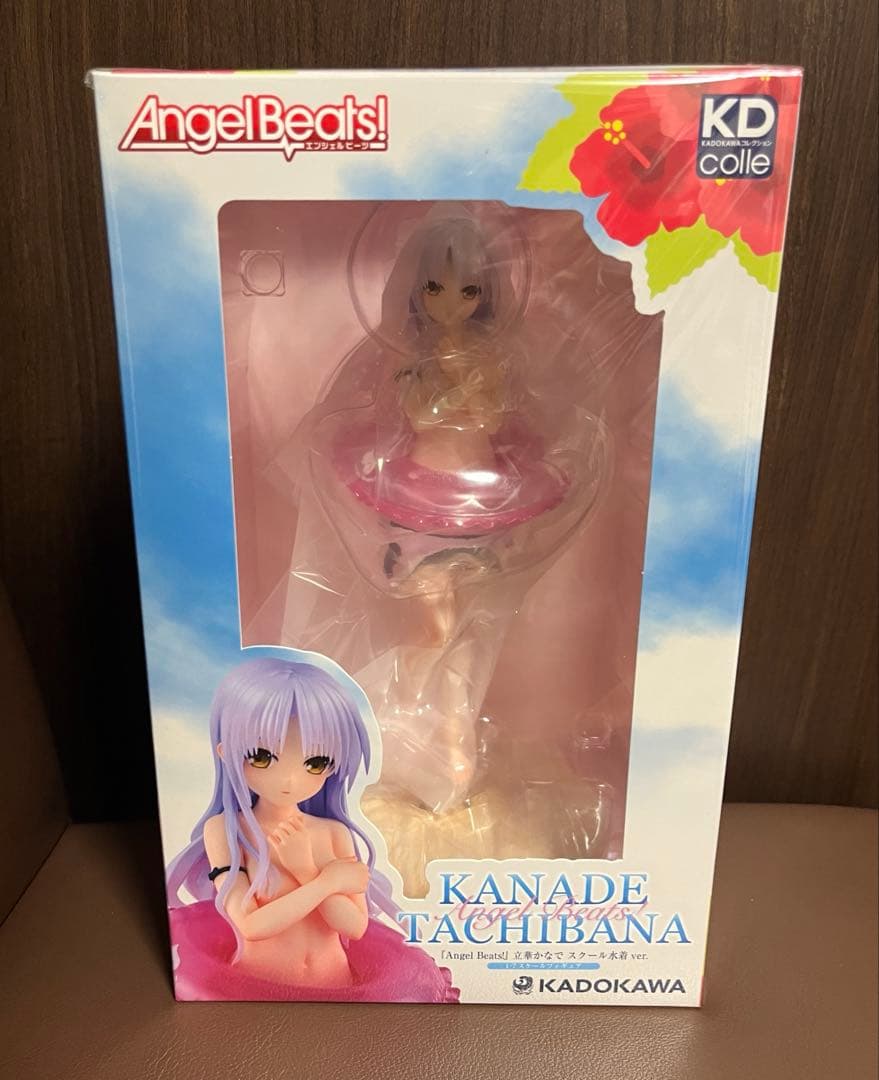 Angel Beats!
エンジェルビーツ
KD
KADOKAWAコレクション
colle
KANADE
Angel Beats!
TACHIBANA
『Angel Beats!』立華かなで スクール水着 ver.
1/7スケールフィギュア
KADOKAWA